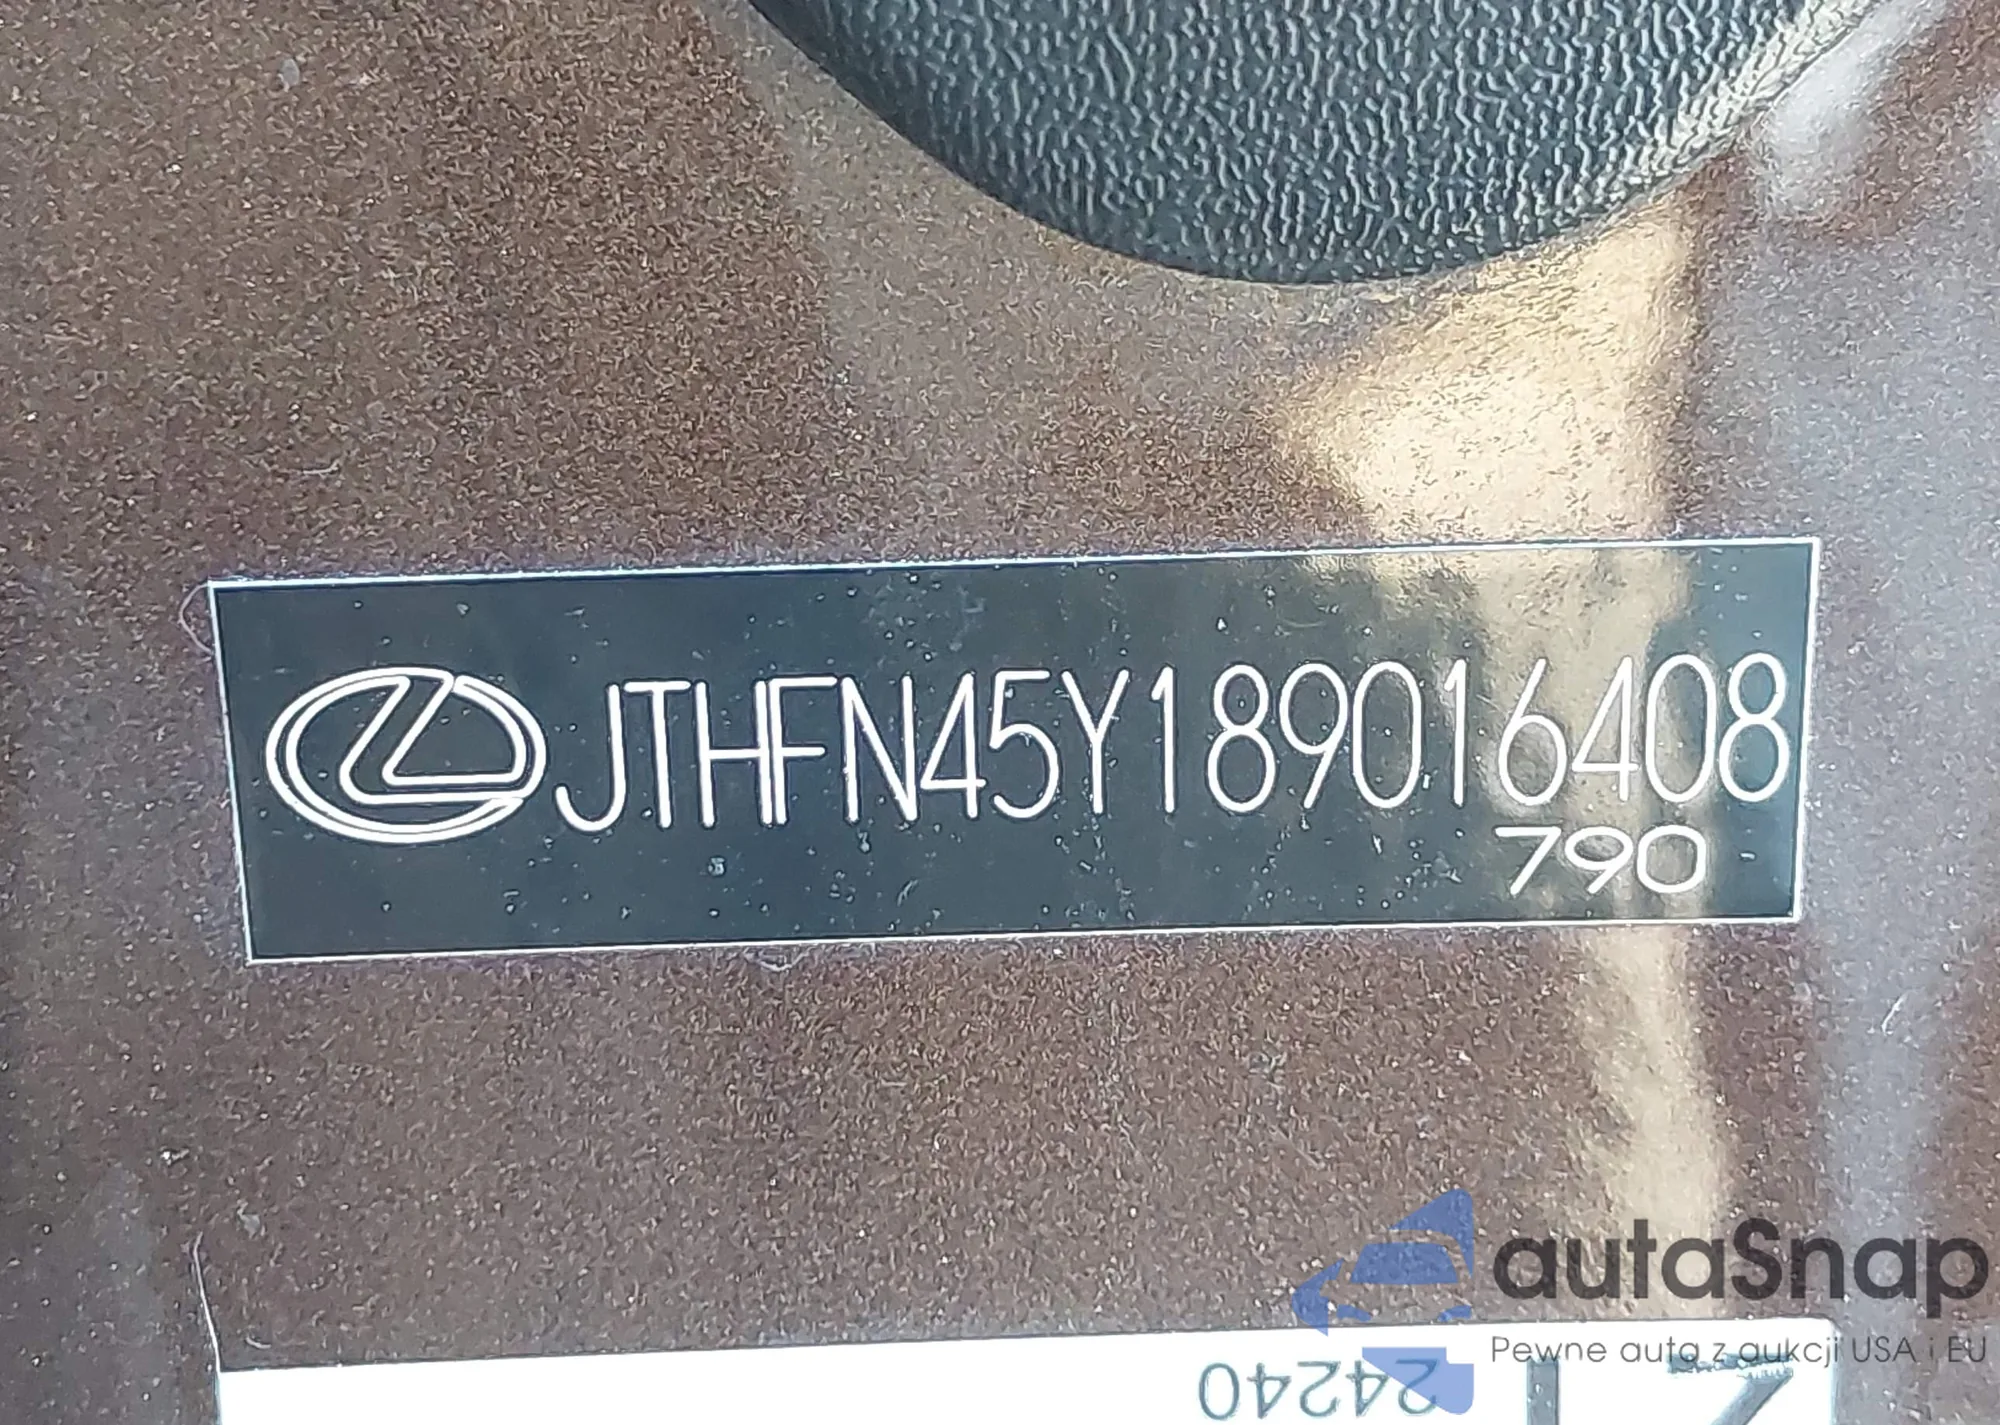 JTHFN45Y189016408
790
autaSnap
Pewne auta z aukcji USA i EU
24240